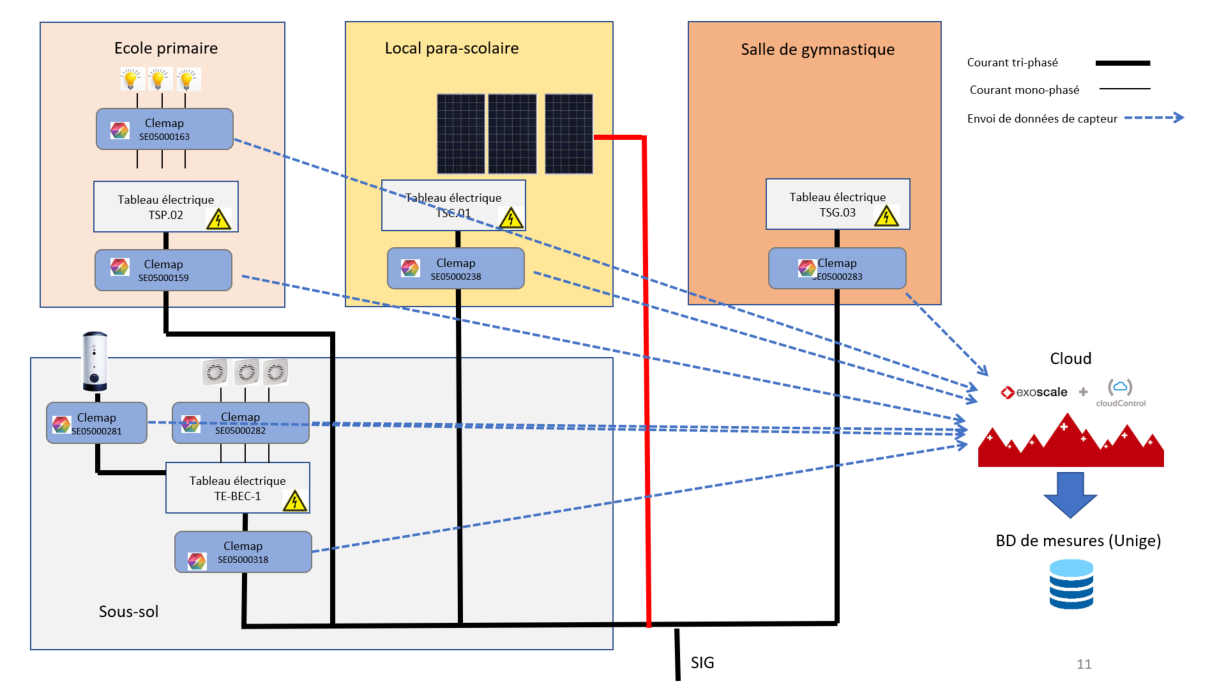 Ecole primaire
Local para-scolaire
Salle de gymnastique
Courant tri-phasé
Courant mono-phasé
Envoi de données de capteur
Clemap
SE05000163
Tableau électrique
TSP.02
Tableau électrique
TSC.01
Tableau électrique
TSG.03
Clemap
SE05000159
Clemap
SE05000238
Clemap
SE05000283
Cloud
exoscale + cloudControl
Clemap
SE05000281
Clemap
SE05000282
Tableau électrique
TE-BEC-1
Clemap
SE05000318
BD de mesures (Unige)
Sous-sol
SIG
11